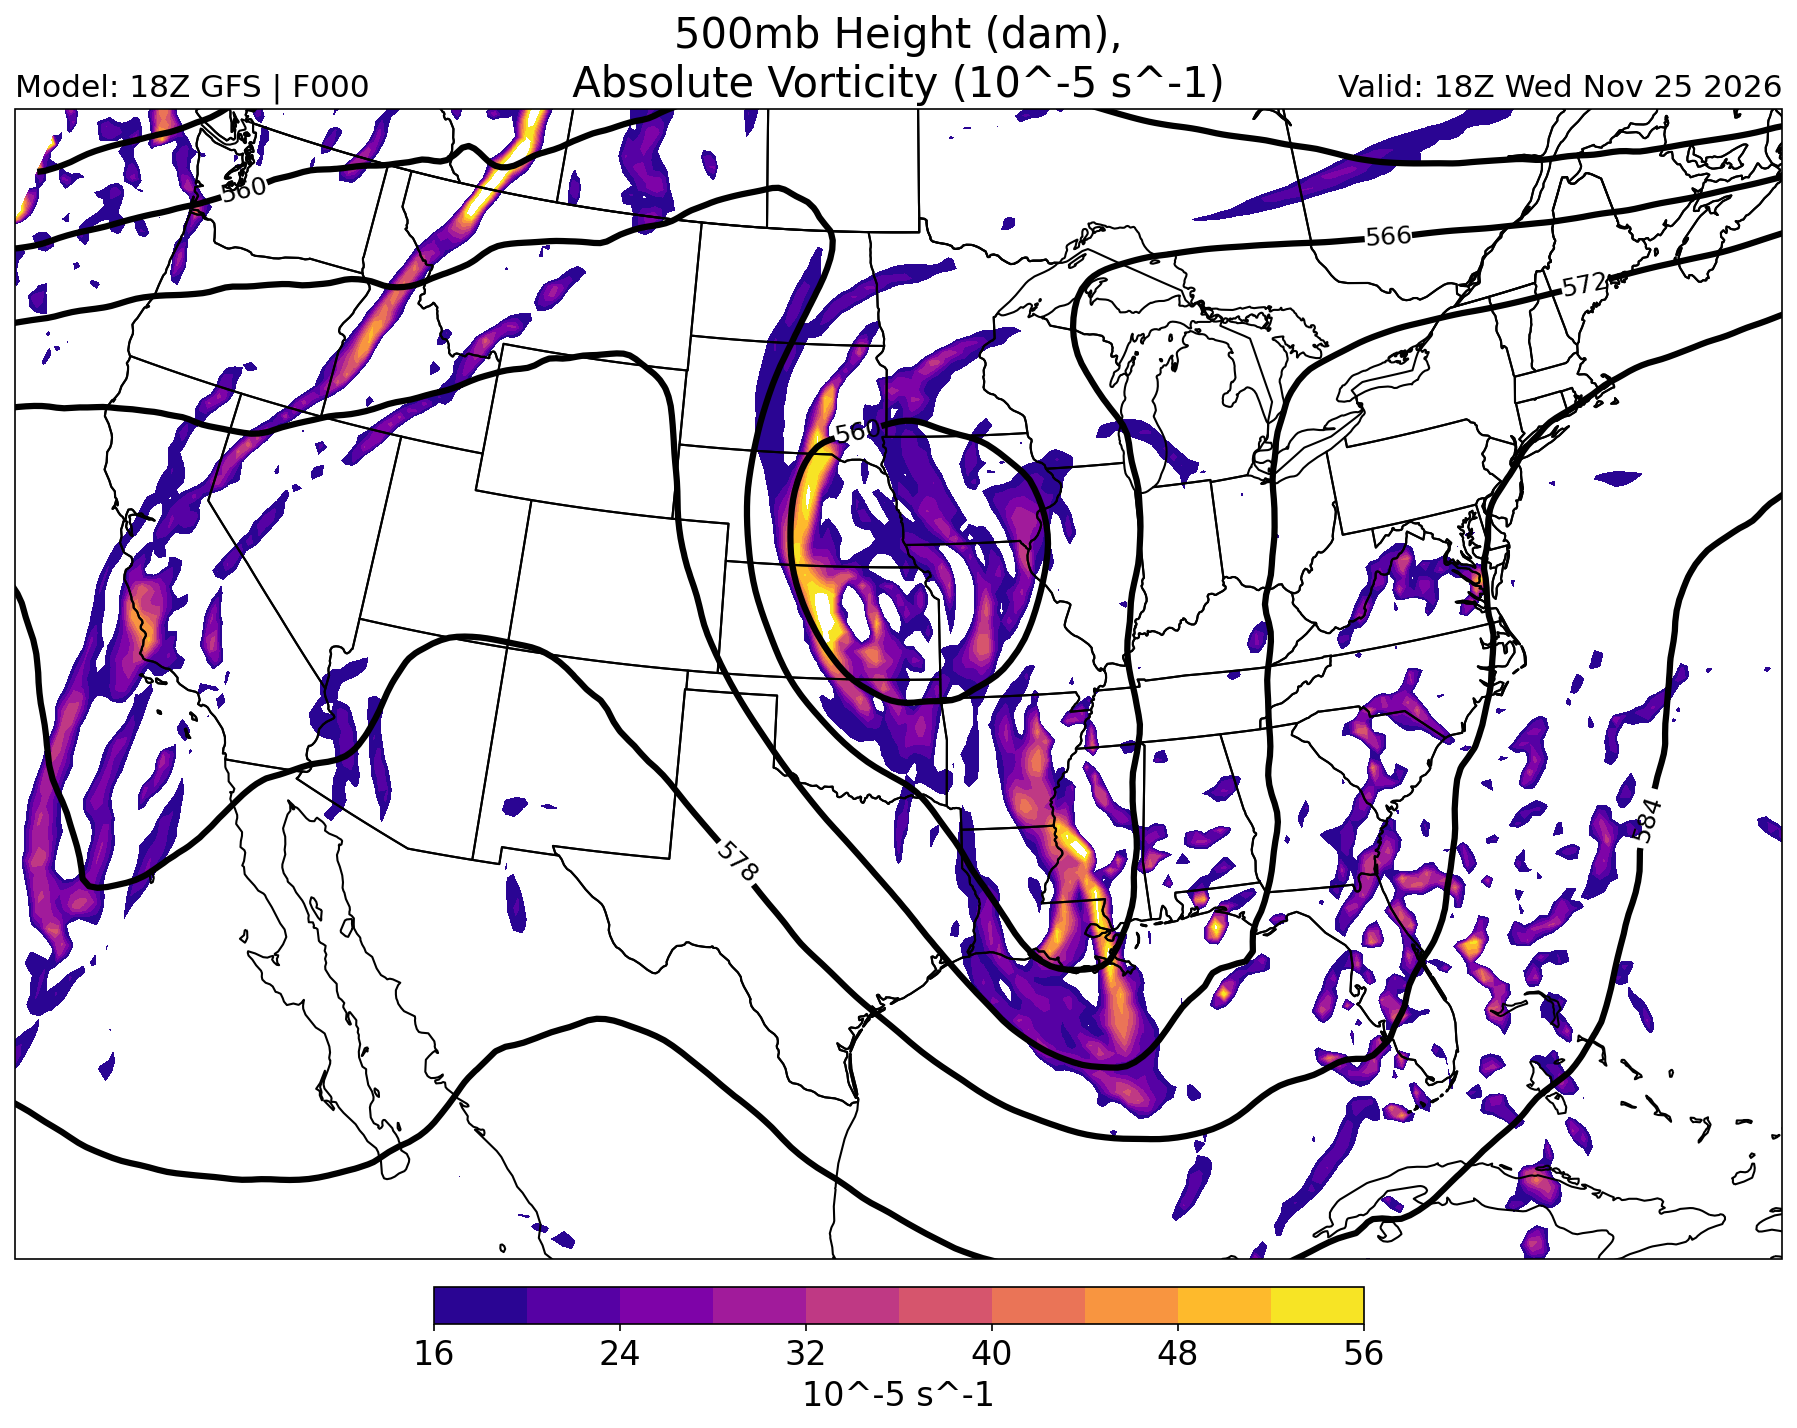 500mb Height (dam),
Model: 18Z GFS | F000
Absolute Vorticity (10^-5 s^-1)
Valid: 18Z Wed Nov 25 2026
560
566
572
560
584
578
16 24 32 40 48 56
10^-5 s^-1